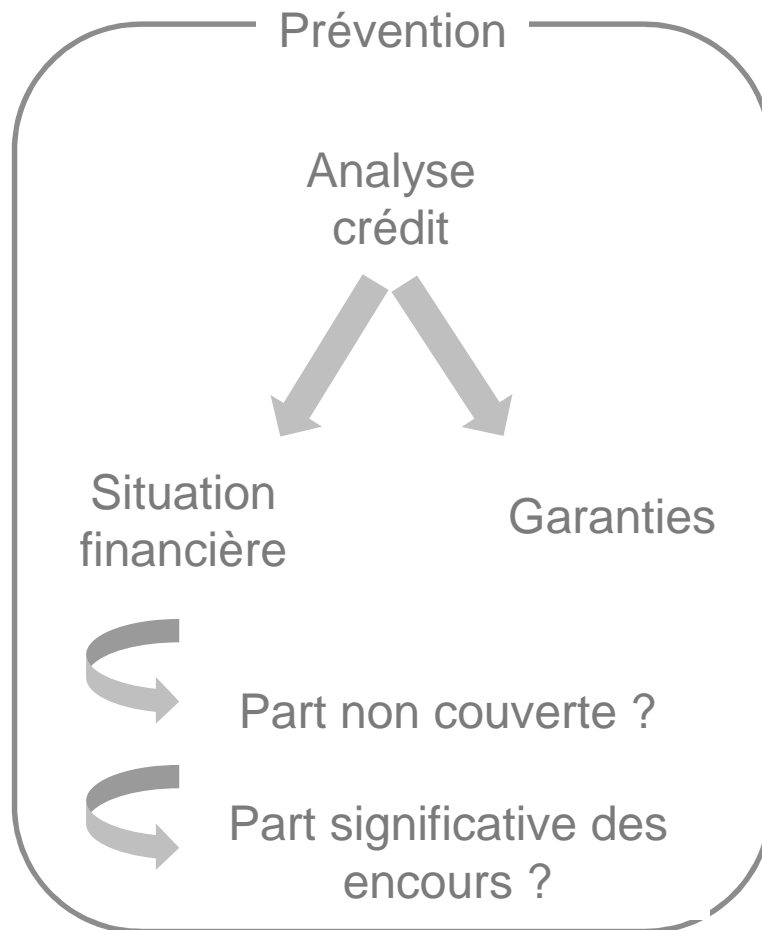 Prévention
Analyse
crédit
Situation
financière
Garanties
Part non couverte ?
Part significative des
encours ?